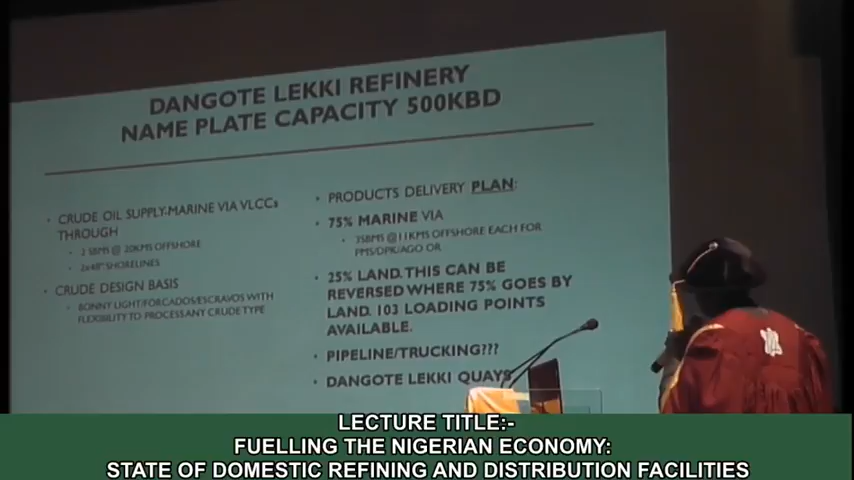 DANGOTE LEKKI REFINERY
NAME PLATE CAPACITY 500KBD
• CRUDE OIL SUPPLY-MARINE VIA VLCCs
THROUGH
• 2 SBMS @ 20KMS OFFSHORE
• 2x48" SHORELINES
• CRUDE DESIGN BASIS
• BONNY LIGHT/FORCADOS/ESCRAVOS WITH
FLEXIBILITY TO PROCESS ANY CRUDE TYPE
• PRODUCTS DELIVERY PLAN:
• 75% MARINE VIA
• 3SBMS @11KMS OFFSHORE EACH FOR
PMS/DPK/AGO OR
• 25% LAND. THIS CAN BE
REVERSED WHERE 75% GOES BY
LAND. 103 LOADING POINTS
AVAILABLE.
• PIPELINE/TRUCKING???
• DANGOTE LEKKI QUAYS
LECTURE TITLE:-
FUELLING THE NIGERIAN ECONOMY:
STATE OF DOMESTIC REFINING AND DISTRIBUTION FACILITIES